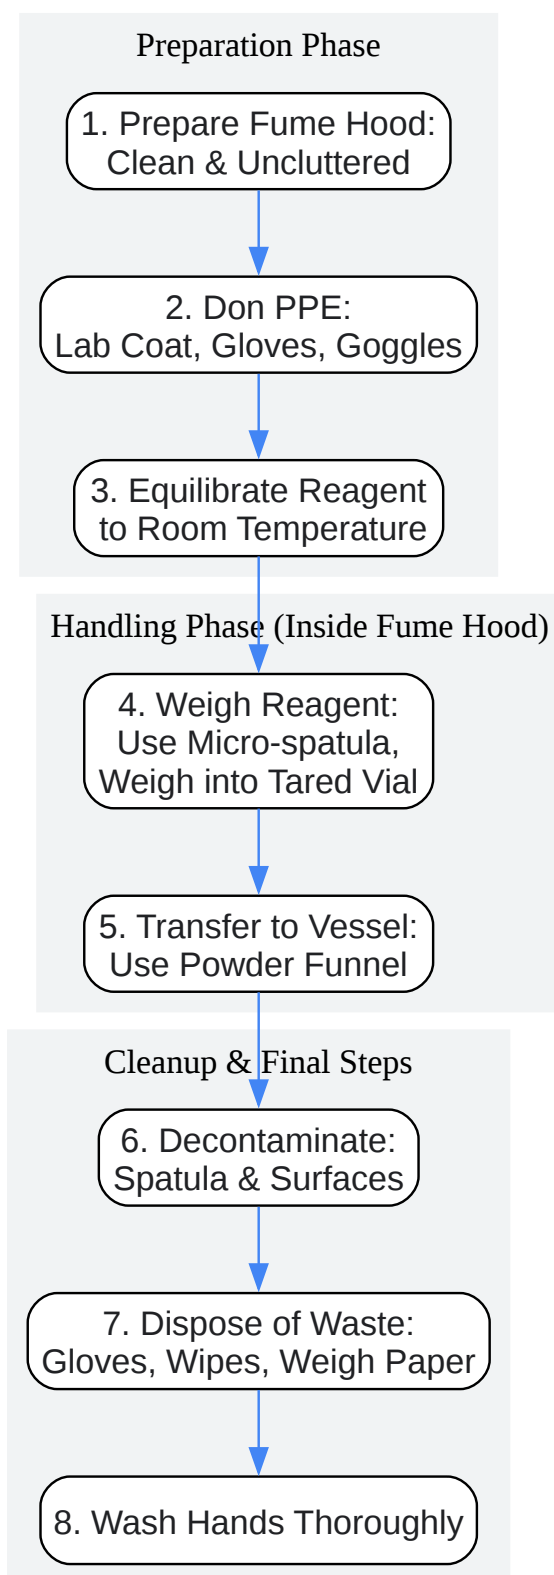 Preparation Phase
1. Prepare Fume Hood:
Clean & Uncluttered
2. Don PPE:
Lab Coat, Gloves, Goggles
3. Equilibrate Reagent
to Room Temperature
Handling Phase (Inside Fume Hood)
4. Weigh Reagent:
Use Micro-spatula,
Weigh into Tared Vial
5. Transfer to Vessel:
Use Powder Funnel
Cleanup & Final Steps
6. Decontaminate:
Spatula & Surfaces
7. Dispose of Waste:
Gloves, Wipes, Weigh Paper
8. Wash Hands Thoroughly